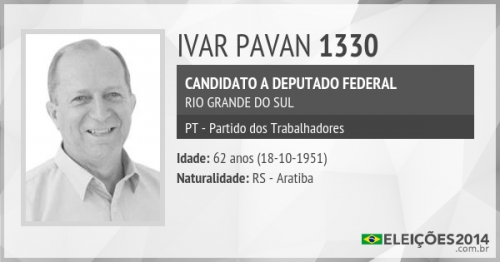 IVAR PAVAN 1330
CANDIDATO A DEPUTADO FEDERAL
RIO GRANDE DO SUL
PT - Partido dos Trabalhadores
Idade: 62 anos (18-10-1951)
Naturalidade: RS - Aratiba
ELEIÇÕES2014
.com.br